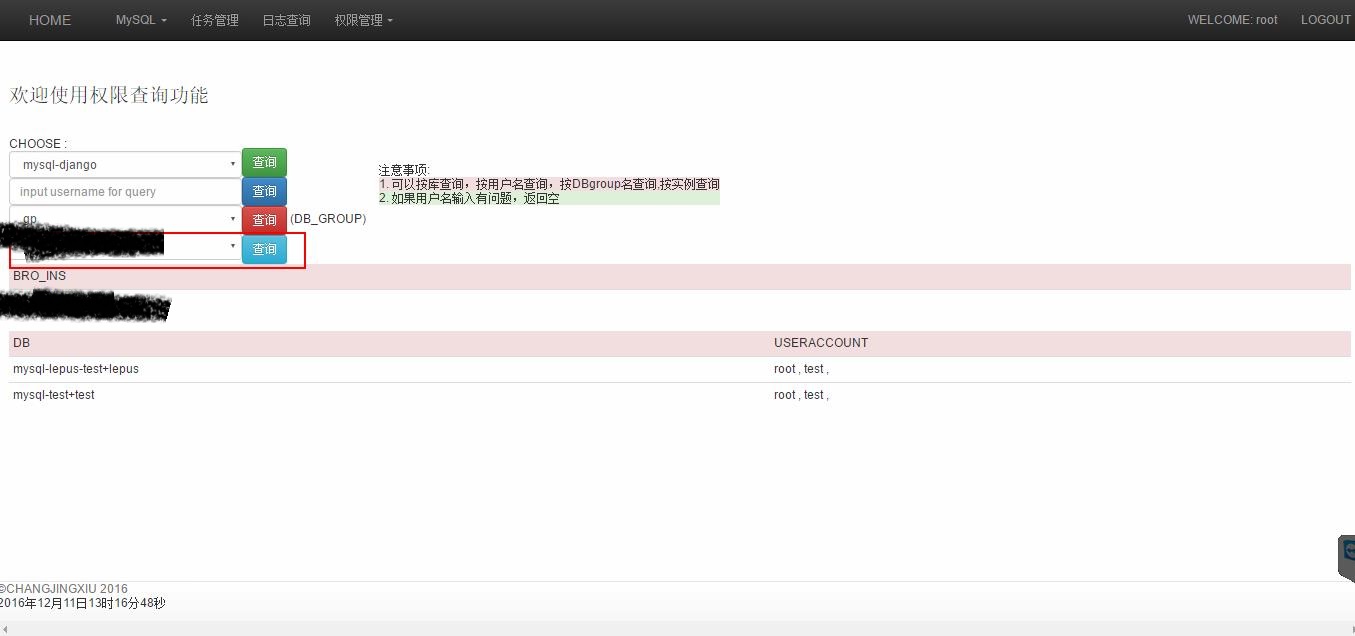 HOME MySQL 任务管理 日志查询 权限管理 WELCOME: root LOGOUT
欢迎使用权限查询功能
CHOOSE :
mysql-django 查询
input username for query 查询
gp 查询 (DB_GROUP)
查询
注意事项:
1. 可以按库查询，按用户名查询，按DBgroup名查询,按实例查询
2. 如果用户名输入有问题，返回空
BRO_INS
DB USERACCOUNT
mysql-lepus-test+lepus root , test ,
mysql-test+test root , test ,
©CHANGJINGXIU 2016
2016年12月11日13时16分48秒